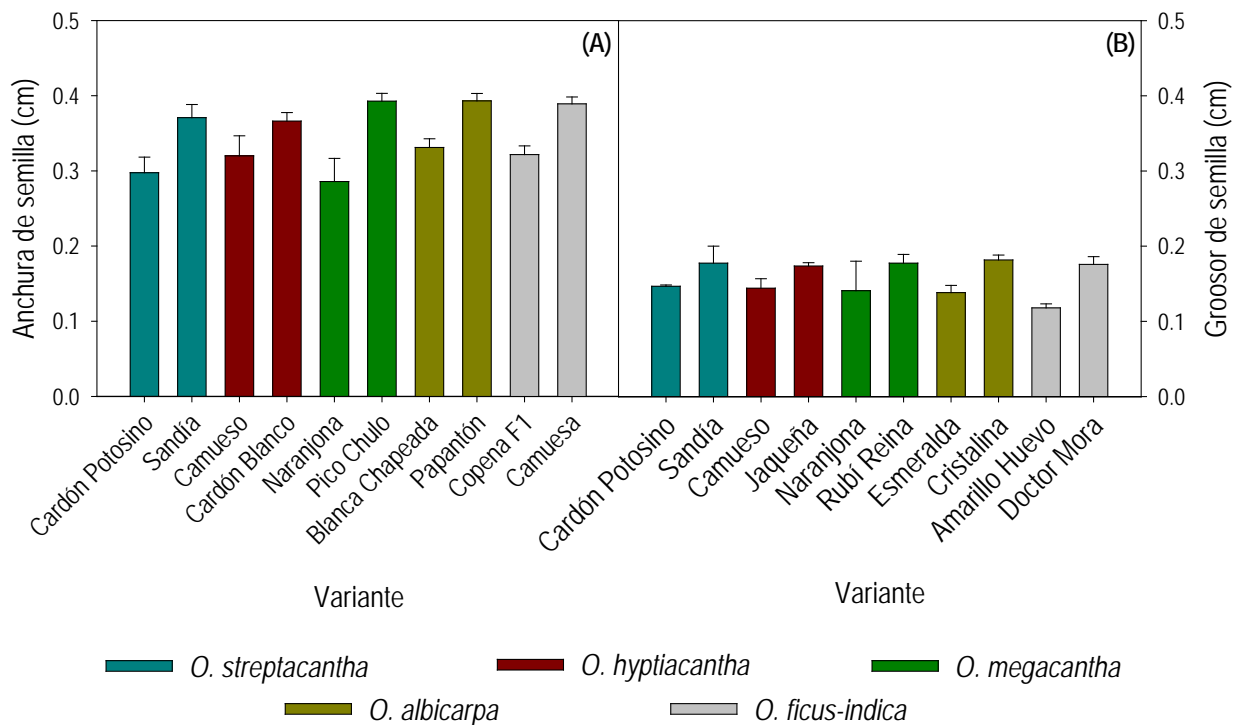 0.5
0.4
0.3
0.2
0.1
0.0
Anchura de semilla (cm)
(A)
Cardón Potosino
Sandía
Camueso
Cardón Blanco
Naranjona
Pico Chulo
Blanca Chapeada
Papantón
Copena F1
Camuesa
Variante
(B)
0.5
0.4
0.3
0.2
0.1
0.0
Groosor de semilla (cm)
Cardón Potosino
Sandía
Camueso
Jaqueña
Naranjona
Rubí Reina
Esmeralda
Cristalina
Amarillo Huevo
Doctor Mora
Variante
O. streptacantha
O. hyptiacantha
O. megacantha
O. albicarpa
O. ficus-indica